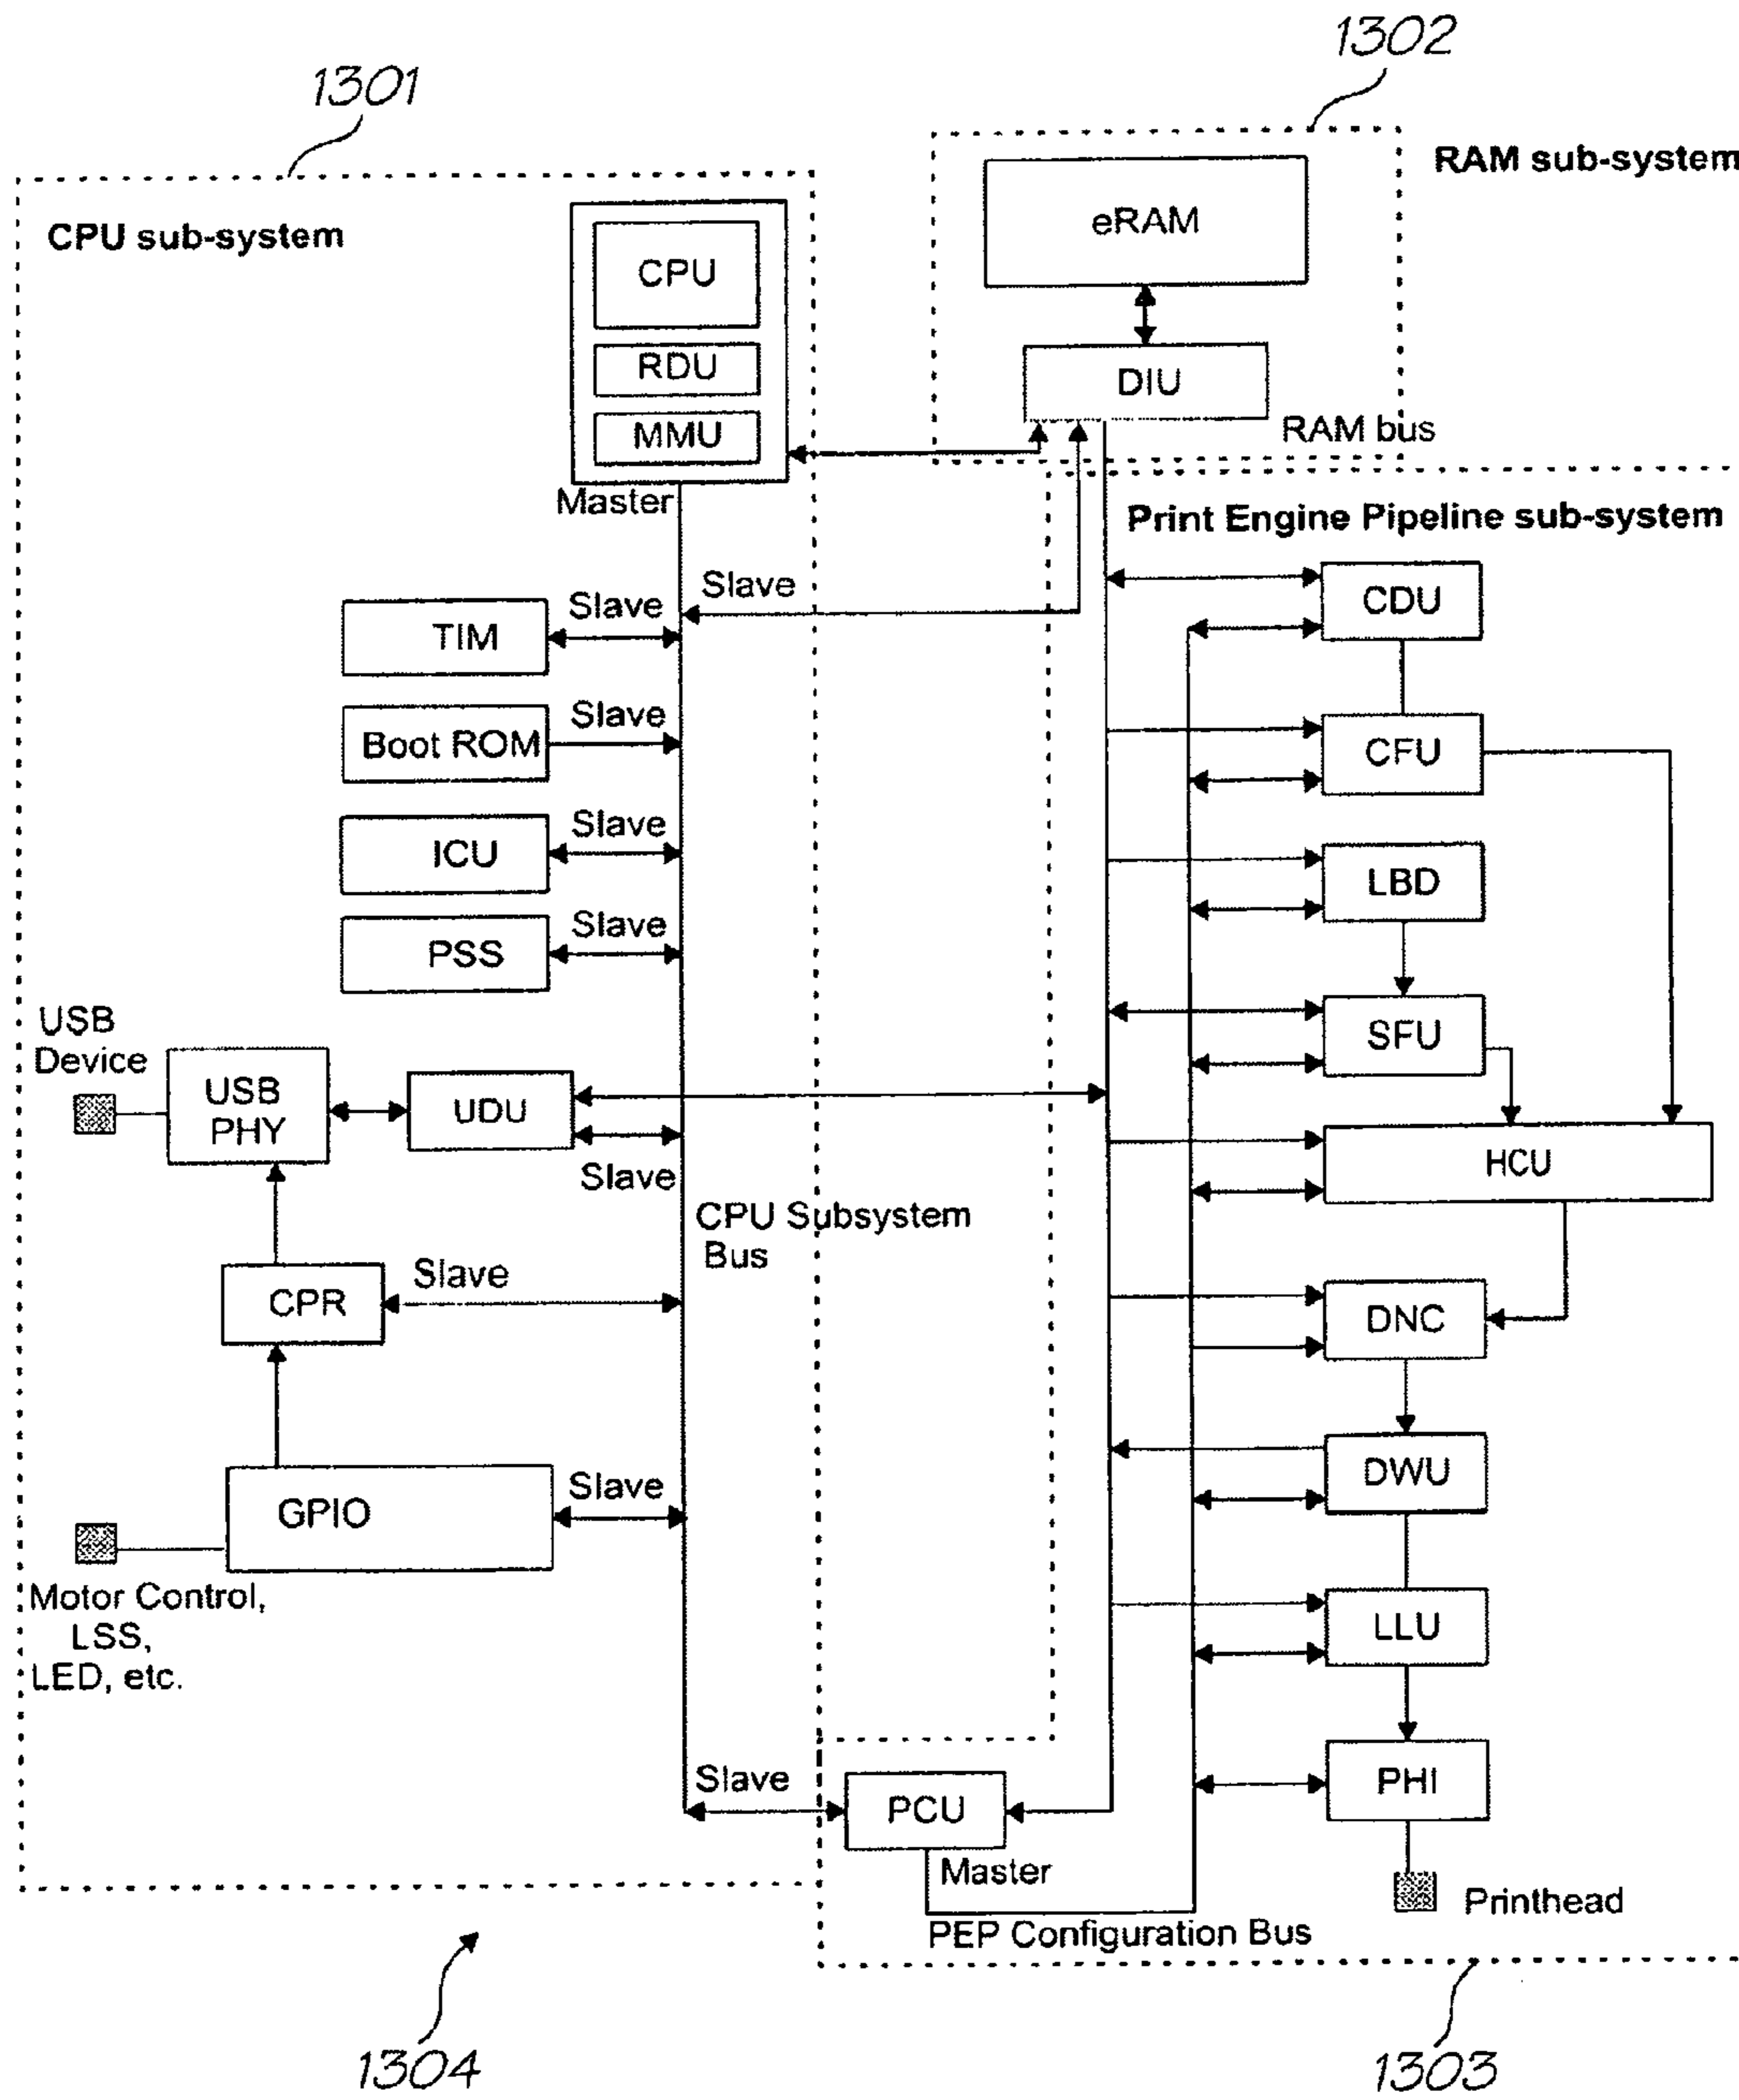 1302
1301
RAM sub-system
CPU sub-system
eRAM
CPU
RDU
DIU
MMU
RAM bus
Master
Print Engine Pipeline sub-system
Slave
Slave
CDU
TIM
Slave
Boot ROM
CFU
Slave
ICU
LBD
Slave
PSS
USB
Device
SFU
USB
PHY
UDU
HCU
Slave
CPU Subsystem
Bus
Slave
CPR
DNC
DWU
Slave
GPIO
Motor Control,
LSS,
LED, etc.
LLU
Slave
PCU
PHI
Master
Printhead
PEP Configuration Bus
1304
1303